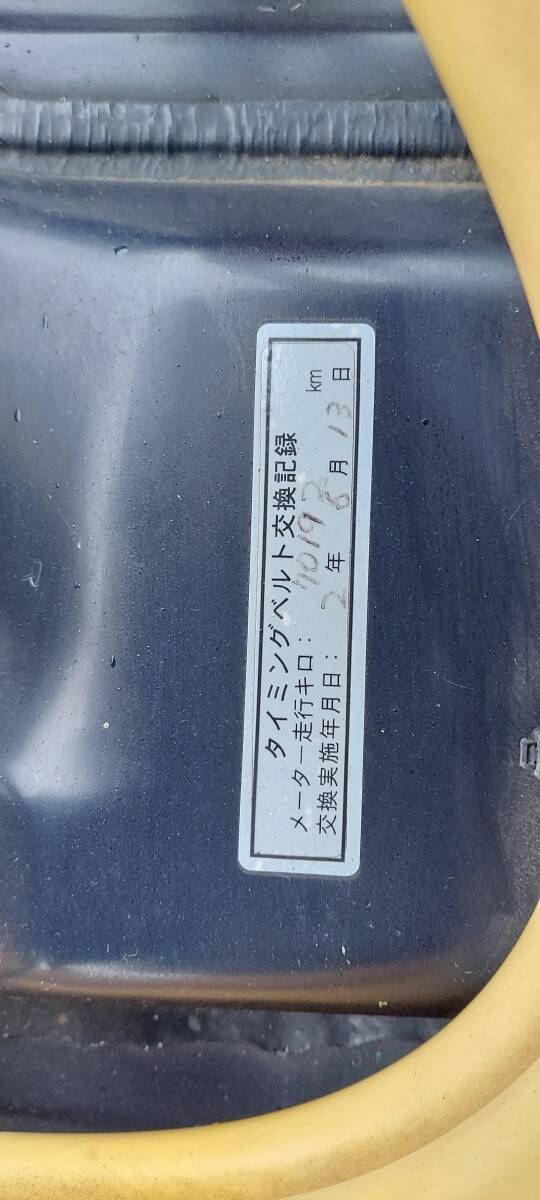 タイミングベルト交換記録
メーター走行キロ： 70192 km
交換実施年月日： 2 年 8 月 13 日